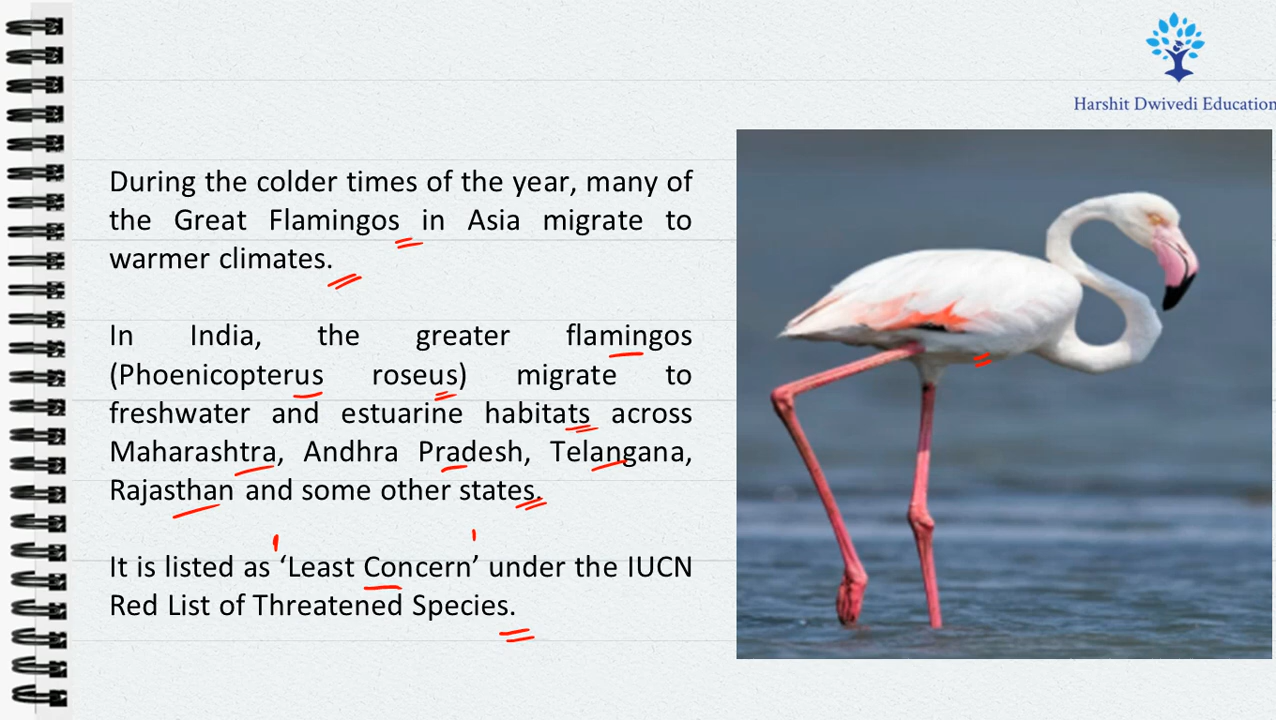 Harshit Dwivedi Education
During the colder times of the year, many of
the Great Flamingos in Asia migrate to
warmer climates.
In India, the greater flamingos
(Phoenicopterus roseus) migrate to
freshwater and estuarine habitats across
Maharashtra, Andhra Pradesh, Telangana,
Rajasthan and some other states.
It is listed as ‘Least Concern’ under the IUCN
Red List of Threatened Species.